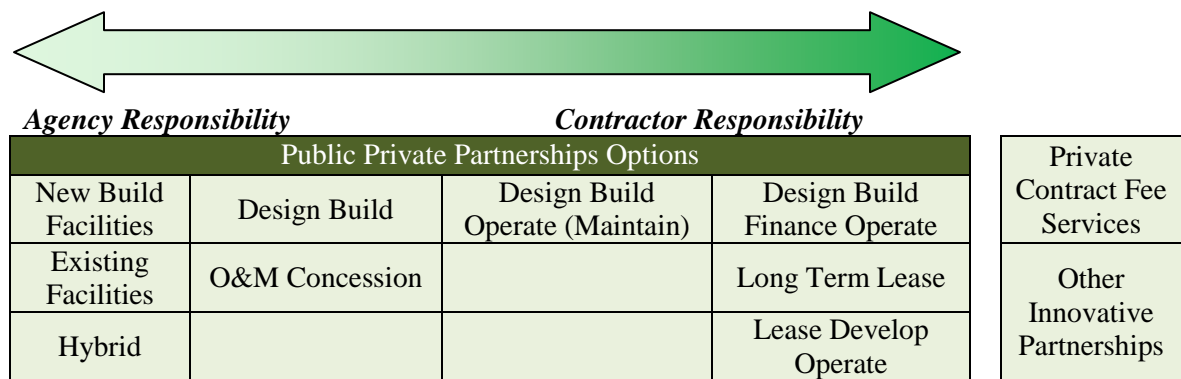 Agency Responsibility
Contractor Responsibility
Public Private Partnerships Options
New Build
Facilities
Design Build
Design Build
Operate (Maintain)
Design Build
Finance Operate
Existing
Facilities
O&M Concession
Long Term Lease
Hybrid
Lease Develop
Operate
Private
Contract Fee
Services
Other
Innovative
Partnerships